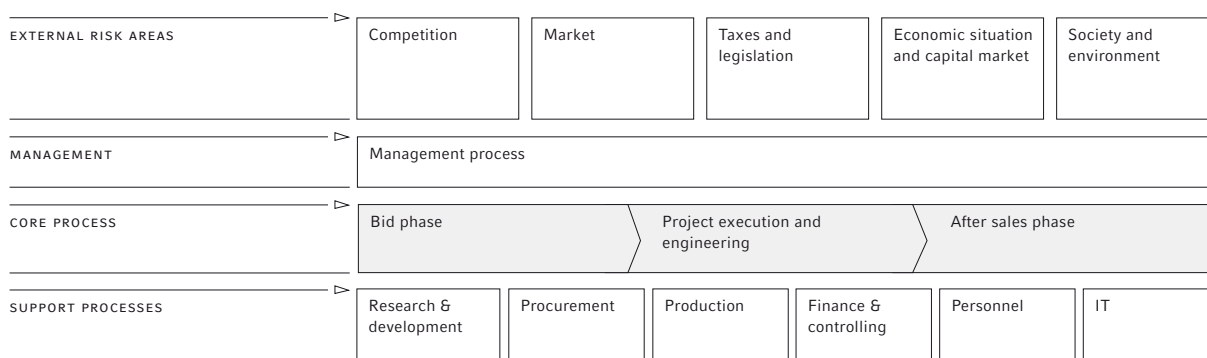 EXTERNAL RISK AREAS
Competition
Market
Taxes and
legislation
Economic situation
and capital market
Society and
environment
MANAGEMENT
Management process
CORE PROCESS
Bid phase
Project execution and
engineering
After sales phase
SUPPORT PROCESSES
Research &
development
Procurement
Production
Finance &
controlling
Personnel
IT